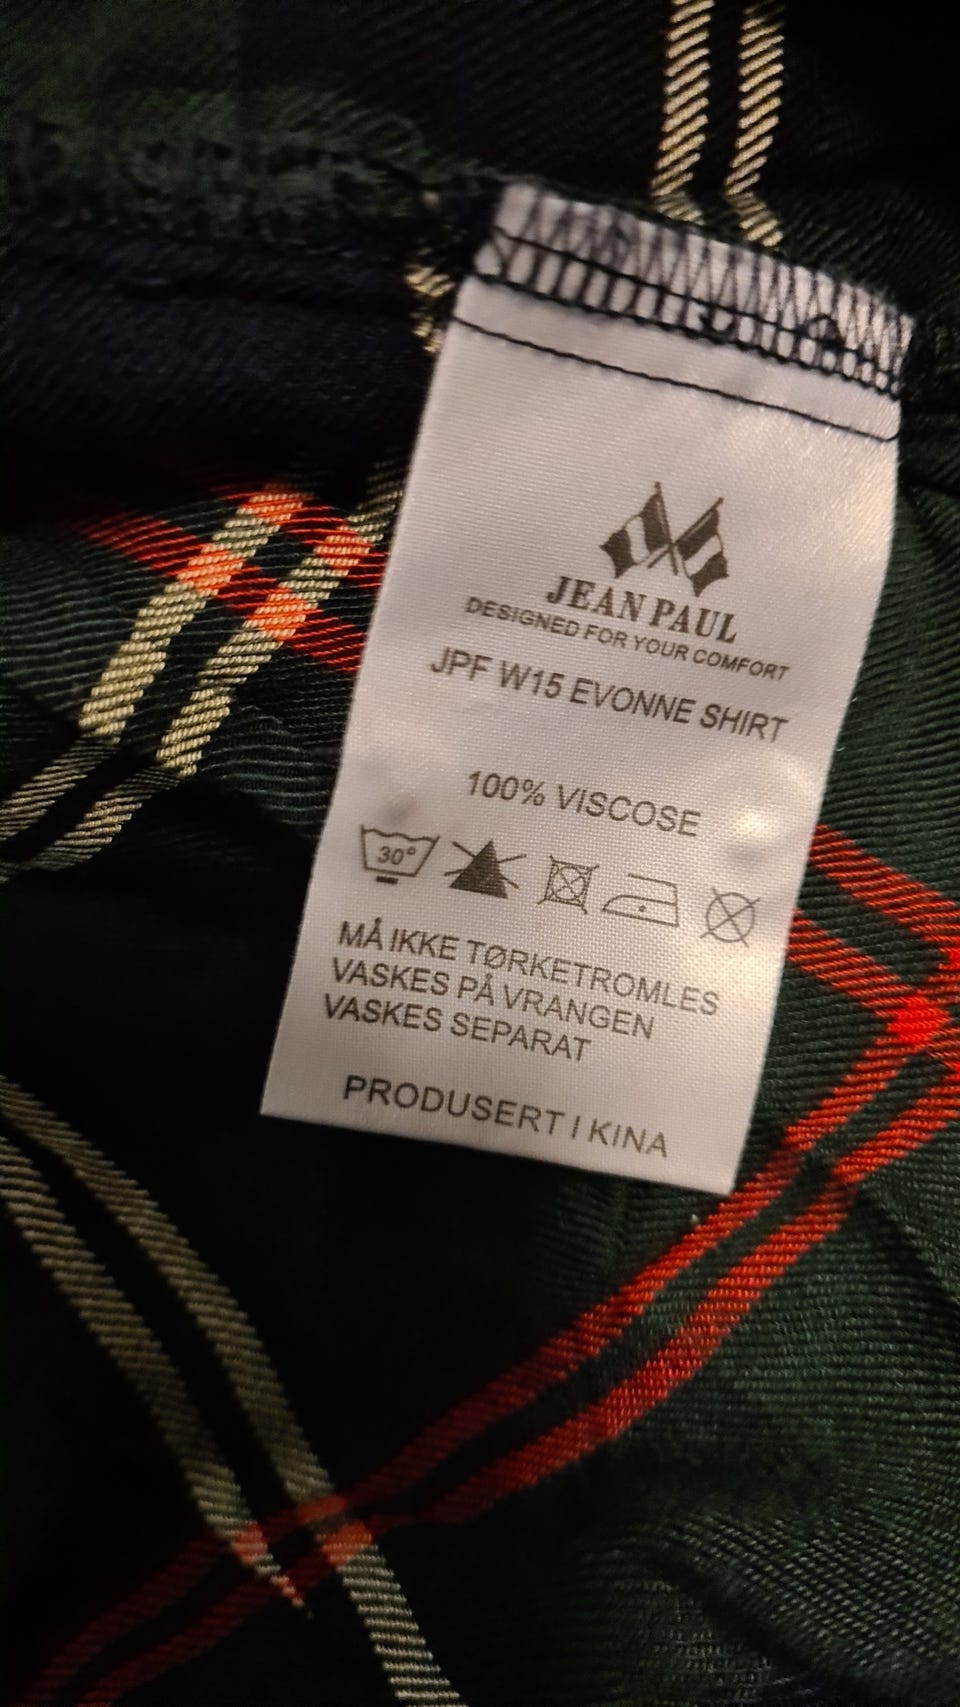 JEAN PAUL
DESIGNED FOR YOUR COMFORT
JPF W15 EVONNE SHIRT
100% VISCOSE
30°
MÅ IKKE TØRKETROMLES
VASKES PÅ VRANGEN
VASKES SEPARAT
PRODUSERT I KINA